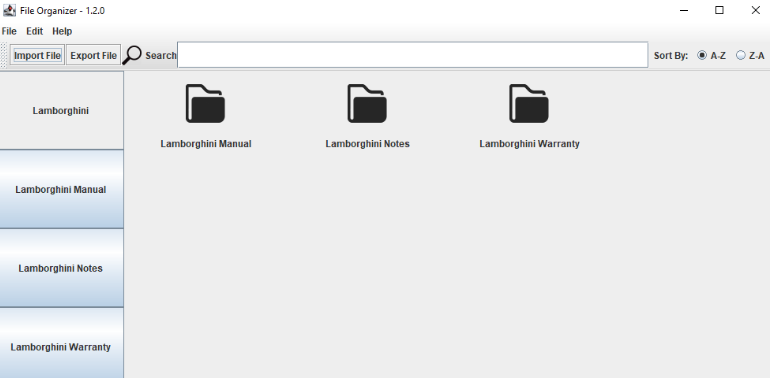 File Organizer - 1.2.0
File Edit Help
Import File Export File Search Sort By: A-Z Z-A
Lamborghini
Lamborghini Manual
Lamborghini Notes
Lamborghini Warranty
Lamborghini Manual Lamborghini Notes Lamborghini Warranty